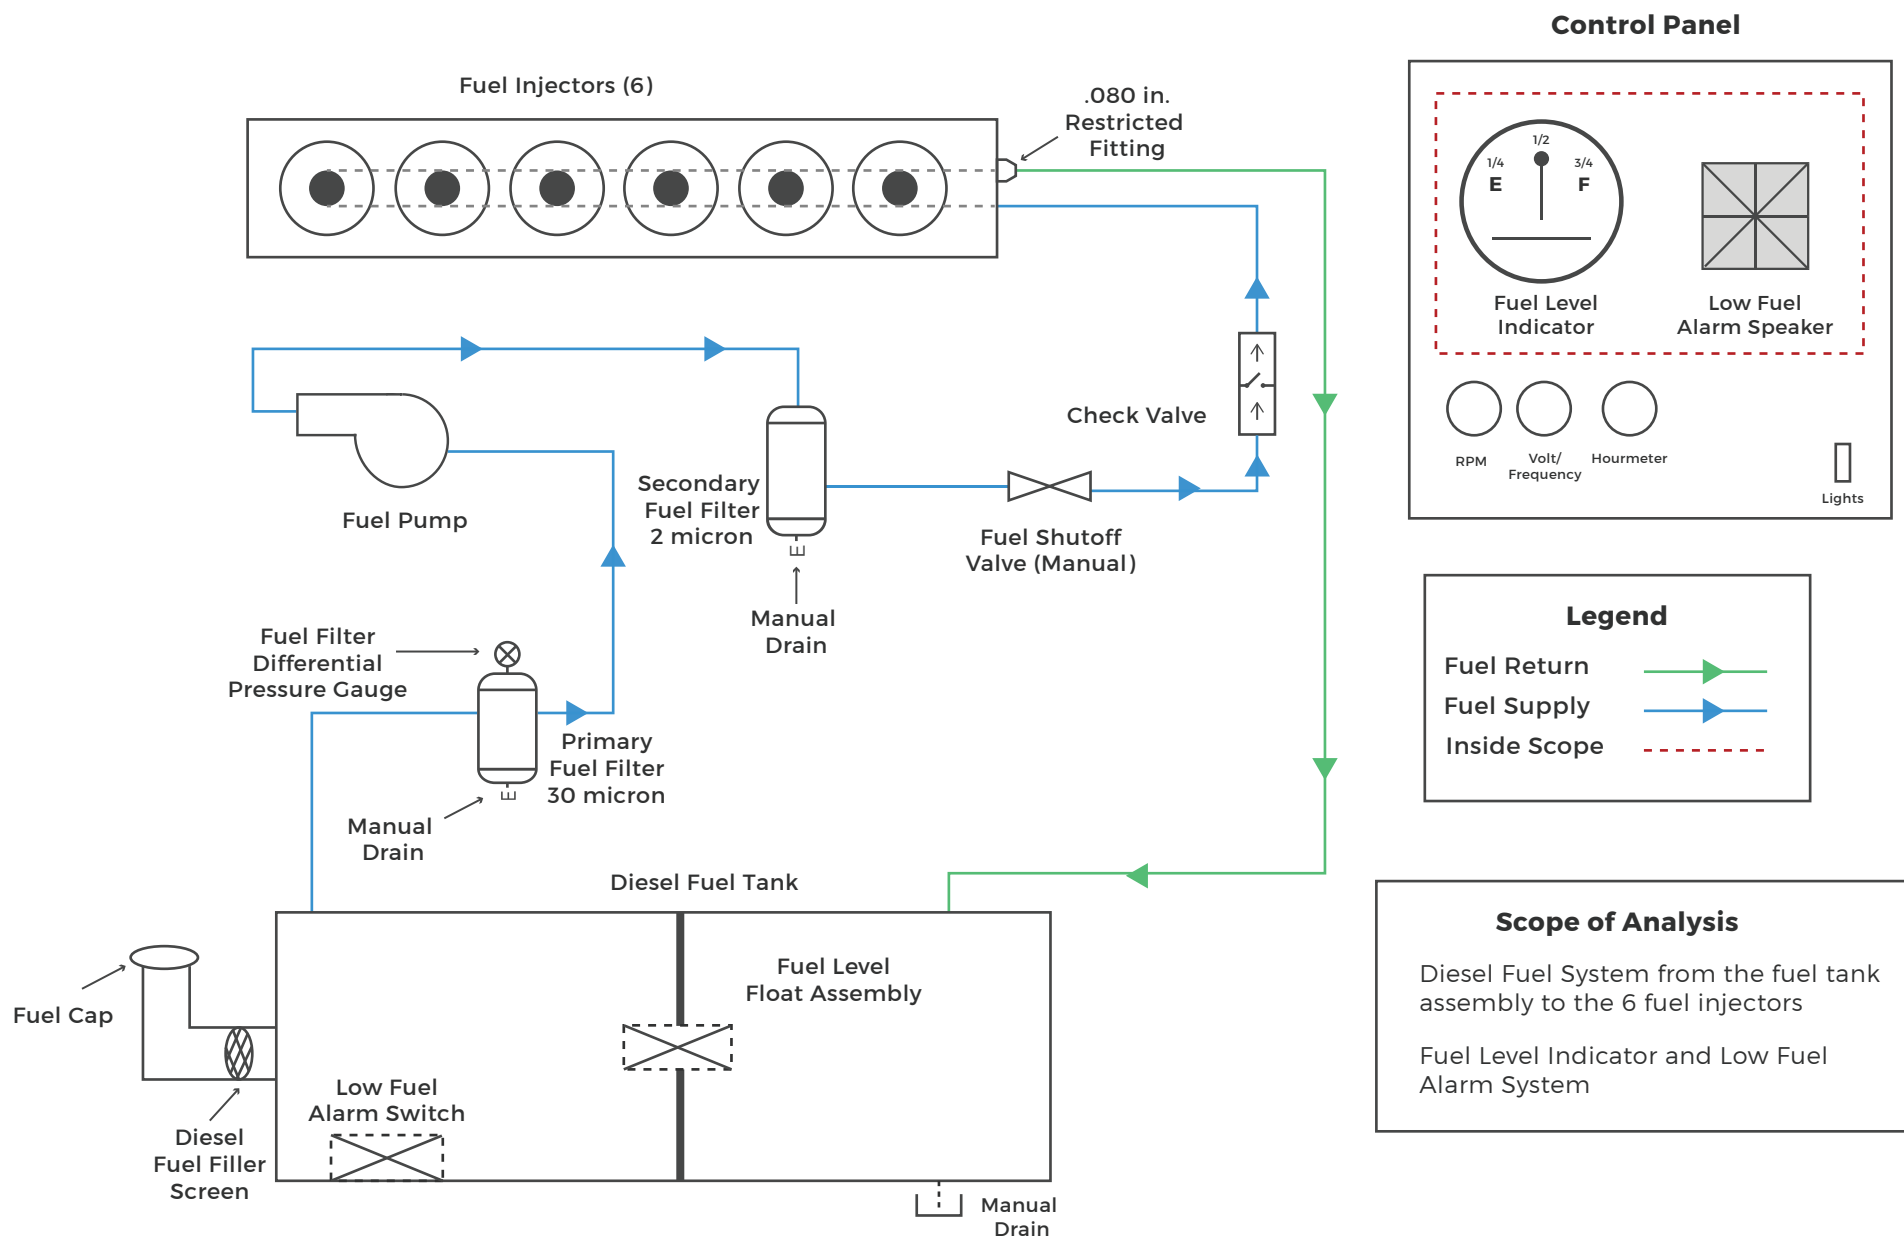 Control Panel
Fuel Injectors (6)
.080 in.
Restricted
Fitting
1/2
1/4
3/4
E
F
Fuel Level
Indicator
Low Fuel
Alarm Speaker
RPM
Volt/
Frequency
Hourmeter
Lights
Check Valve
Fuel Pump
Secondary
Fuel Filter
2 micron
Fuel Shutoff
Valve (Manual)
Manual
Drain
Fuel Filter
Differential
Pressure Gauge
Primary
Fuel Filter
30 micron
Manual
Drain
Legend
Fuel Return
Fuel Supply
Inside Scope
Diesel Fuel Tank
Fuel Level
Float Assembly
Fuel Cap
Low Fuel
Alarm Switch
Diesel
Fuel Filler
Screen
Manual
Drain
Scope of Analysis
Diesel Fuel System from the fuel tank
assembly to the 6 fuel injectors
Fuel Level Indicator and Low Fuel
Alarm System